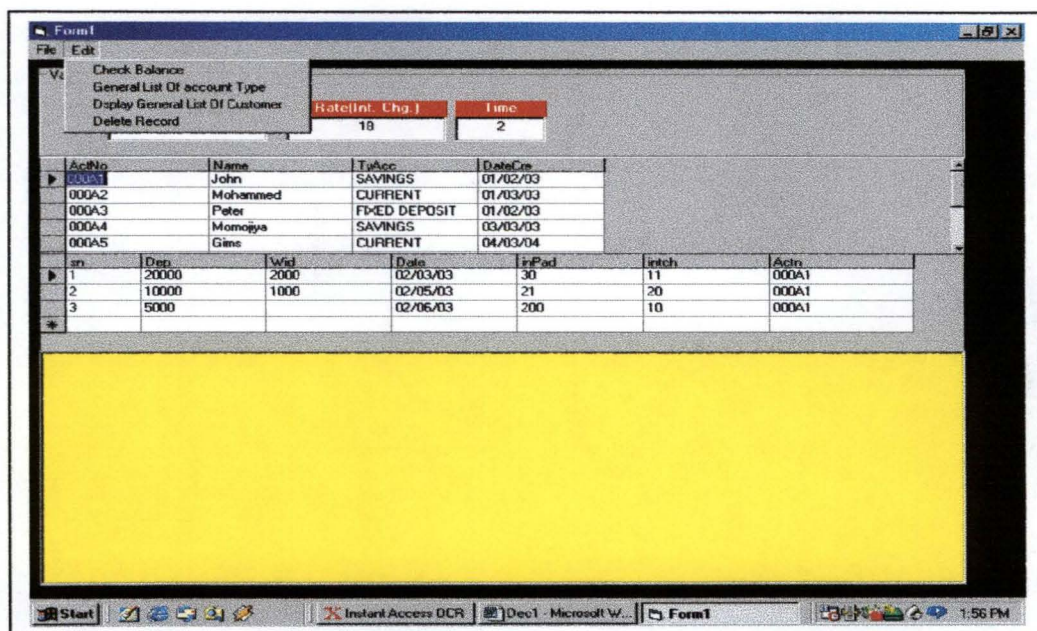 Form1
File Edit
Check Balance
General List Of account Type
Display General List Of Customer
Delete Record
Rate(Int. Chg.) Time
18 2
ActNo Name TyAcc DateCre
000A1 John SAVINGS 01/02/03
000A2 Mohammed CURRENT 01/03/03
000A3 Peter FIXED DEPOSIT 01/02/03
000A4 Momojiya SAVINGS 03/03/03
000A5 Gims CURRENT 04/03/04
sn Dep Wid Date inPad intch Actn
1 20000 2000 02/03/03 30 11 000A1
2 10000 1000 02/05/03 21 20 000A1
3 5000 02/06/03 200 10 000A1
Start Instant Access OCR Dec1 - Microsoft W... Form1 1:56 PM